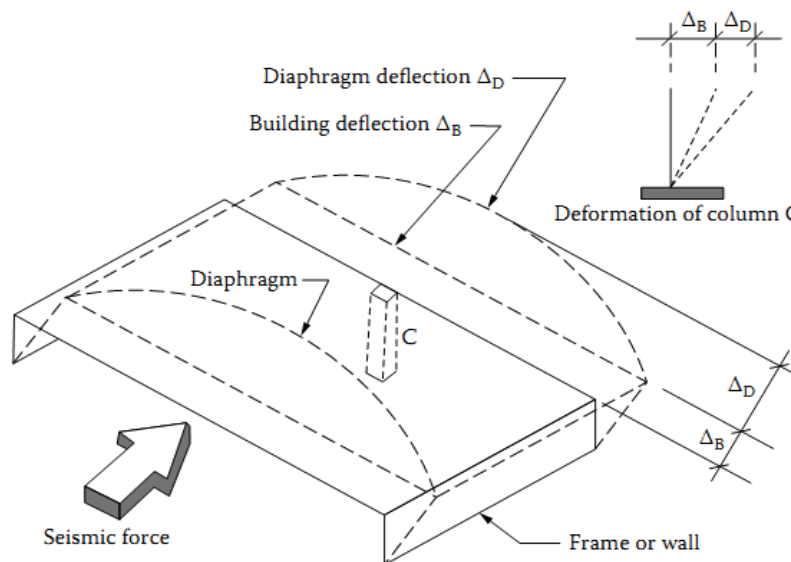 Δ_B Δ_D
Diaphragm deflection Δ_D
Building deflection Δ_B
Deformation of column C
Diaphragm
C
Δ_D
Δ_B
Seismic force
Frame or wall